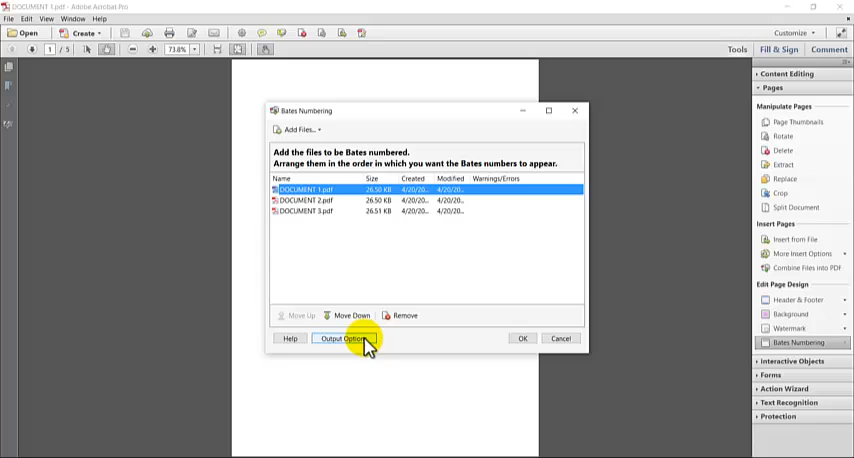 DOCUMENT 1.pdf - Adobe Acrobat Pro
File Edit View Window Help
Open Create Customize
1 / 5 73.8% Tools Fill & Sign Comment
Content Editing
Pages
Manipulate Pages
Page Thumbnails
Rotate
Delete
Extract
Replace
Crop
Split Document
Insert Pages
Insert from File
More Insert Options
Combine Files into PDF
Edit Page Design
Header & Footer
Background
Watermark
Bates Numbering
Interactive Objects
Forms
Action Wizard
Text Recognition
Protection
Bates Numbering
Add Files...
Add the files to be Bates numbered.
Arrange them in the order in which you want the Bates numbers to appear.
Name Size Created Modified Warnings/Errors
DOCUMENT 1.pdf 26.50 KB 4/20/20... 4/20/20...
DOCUMENT 2.pdf 26.50 KB 4/20/20... 4/20/20...
DOCUMENT 3.pdf 26.51 KB 4/20/20... 4/20/20...
Move Up Move Down Remove
Help Output Options OK Cancel